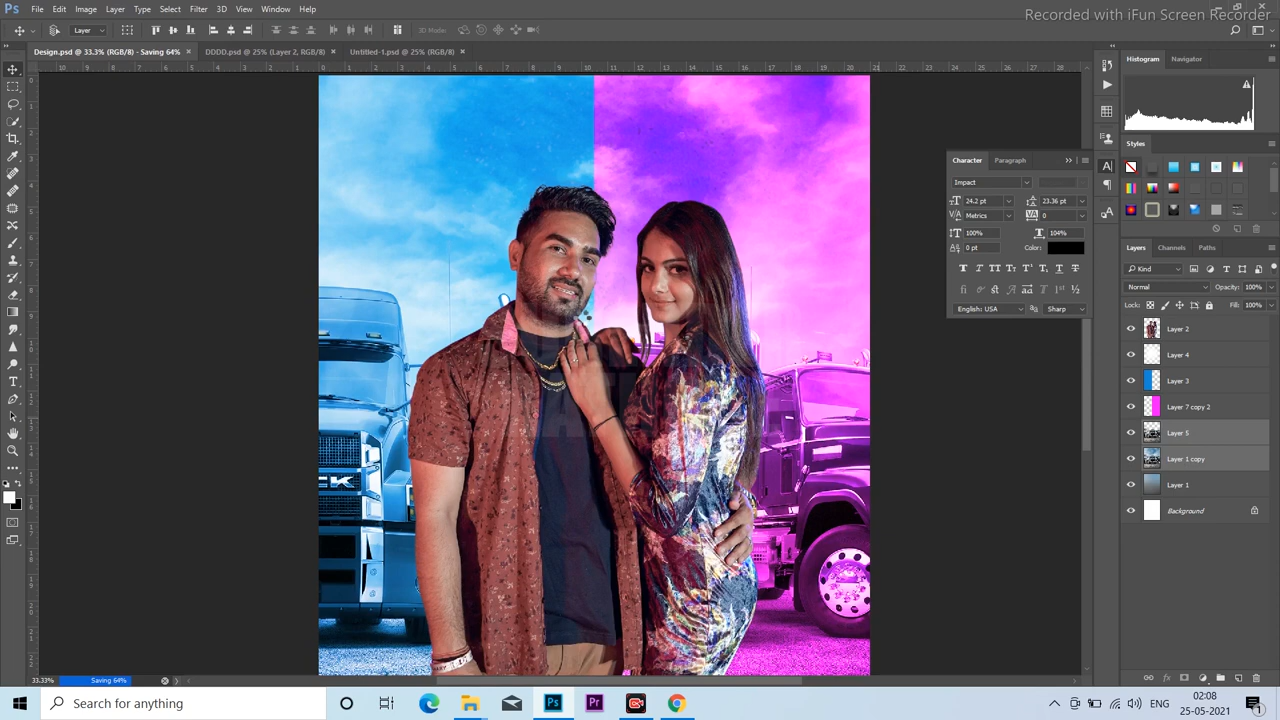 Recorded with iFun Screen Recorder
Ps File Edit Image Layer Type Select Filter 3D View Window Help
Layer 3D Mode:
Design.psd @ 33.3% (RGB/8) - Saving 64% × DDDD.psd @ 25% (Layer 2, RGB/8) × Untitled-1.psd @ 25% (RGB/8) ×
Histogram Navigator
Styles
Character Paragraph
Impact
24.2 pt 23.36 pt
Metrics 0
100% 104%
0 pt Color:
English: USA Sharp
Layers Channels Paths
Kind
Normal Opacity: 100%
Lock: Fill: 100%
Layer 2
Layer 4
Layer 3
Layer 7 copy 2
Layer 5
Layer 1 copy
Layer 1
Background
33.33% Saving 64%
Search for anything
Ps Pr ENG 02:08
25-05-2021